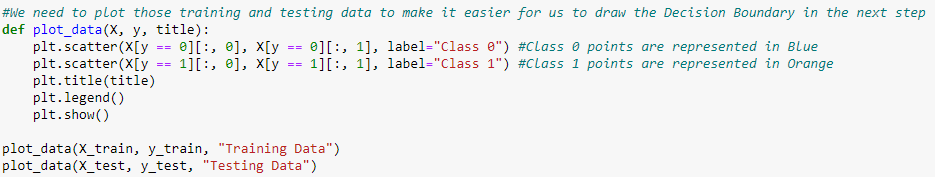 #We need to plot those training and testing data to make it easier for us to draw the Decision Boundary in the next step
def plot_data(X, y, title):
    plt.scatter(X[y == 0][:, 0], X[y == 0][:, 1], label="Class 0") #Class 0 points are represented in Blue
    plt.scatter(X[y == 1][:, 0], X[y == 1][:, 1], label="Class 1") #Class 1 points are represented in Orange
    plt.title(title)
    plt.legend()
    plt.show()

plot_data(X_train, y_train, "Training Data")
plot_data(X_test, y_test, "Testing Data")